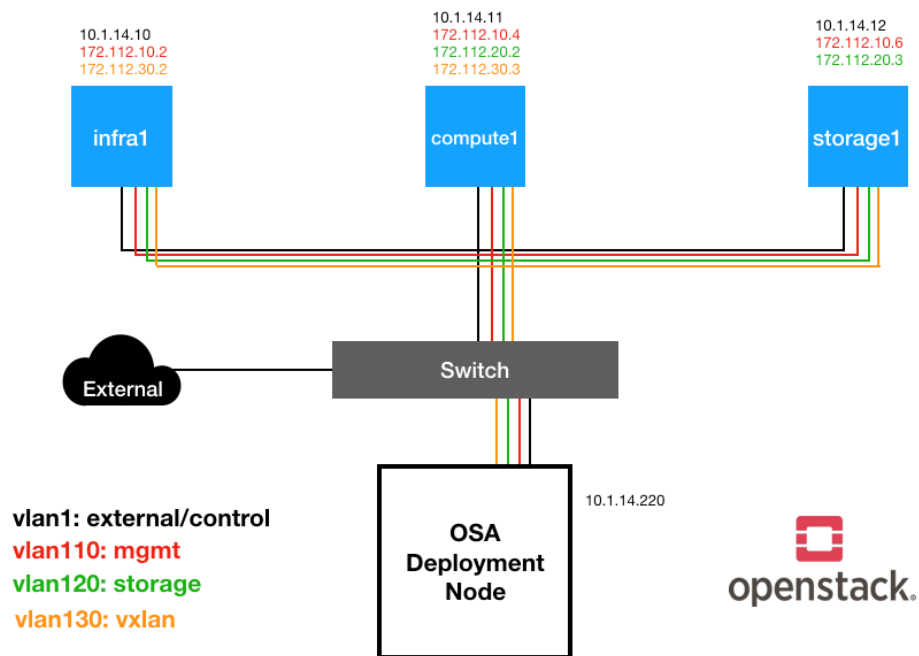 10.1.14.10
172.112.10.2
172.112.30.2
10.1.14.11
172.112.10.4
172.112.20.2
172.112.30.3
10.1.14.12
172.112.10.6
172.112.20.3
infra1
compute1
storage1
Switch
External
OSA
Deployment
Node
10.1.14.220
vlan1: external/control
vlan110: mgmt
vlan120: storage
vlan130: vxlan
openstack.